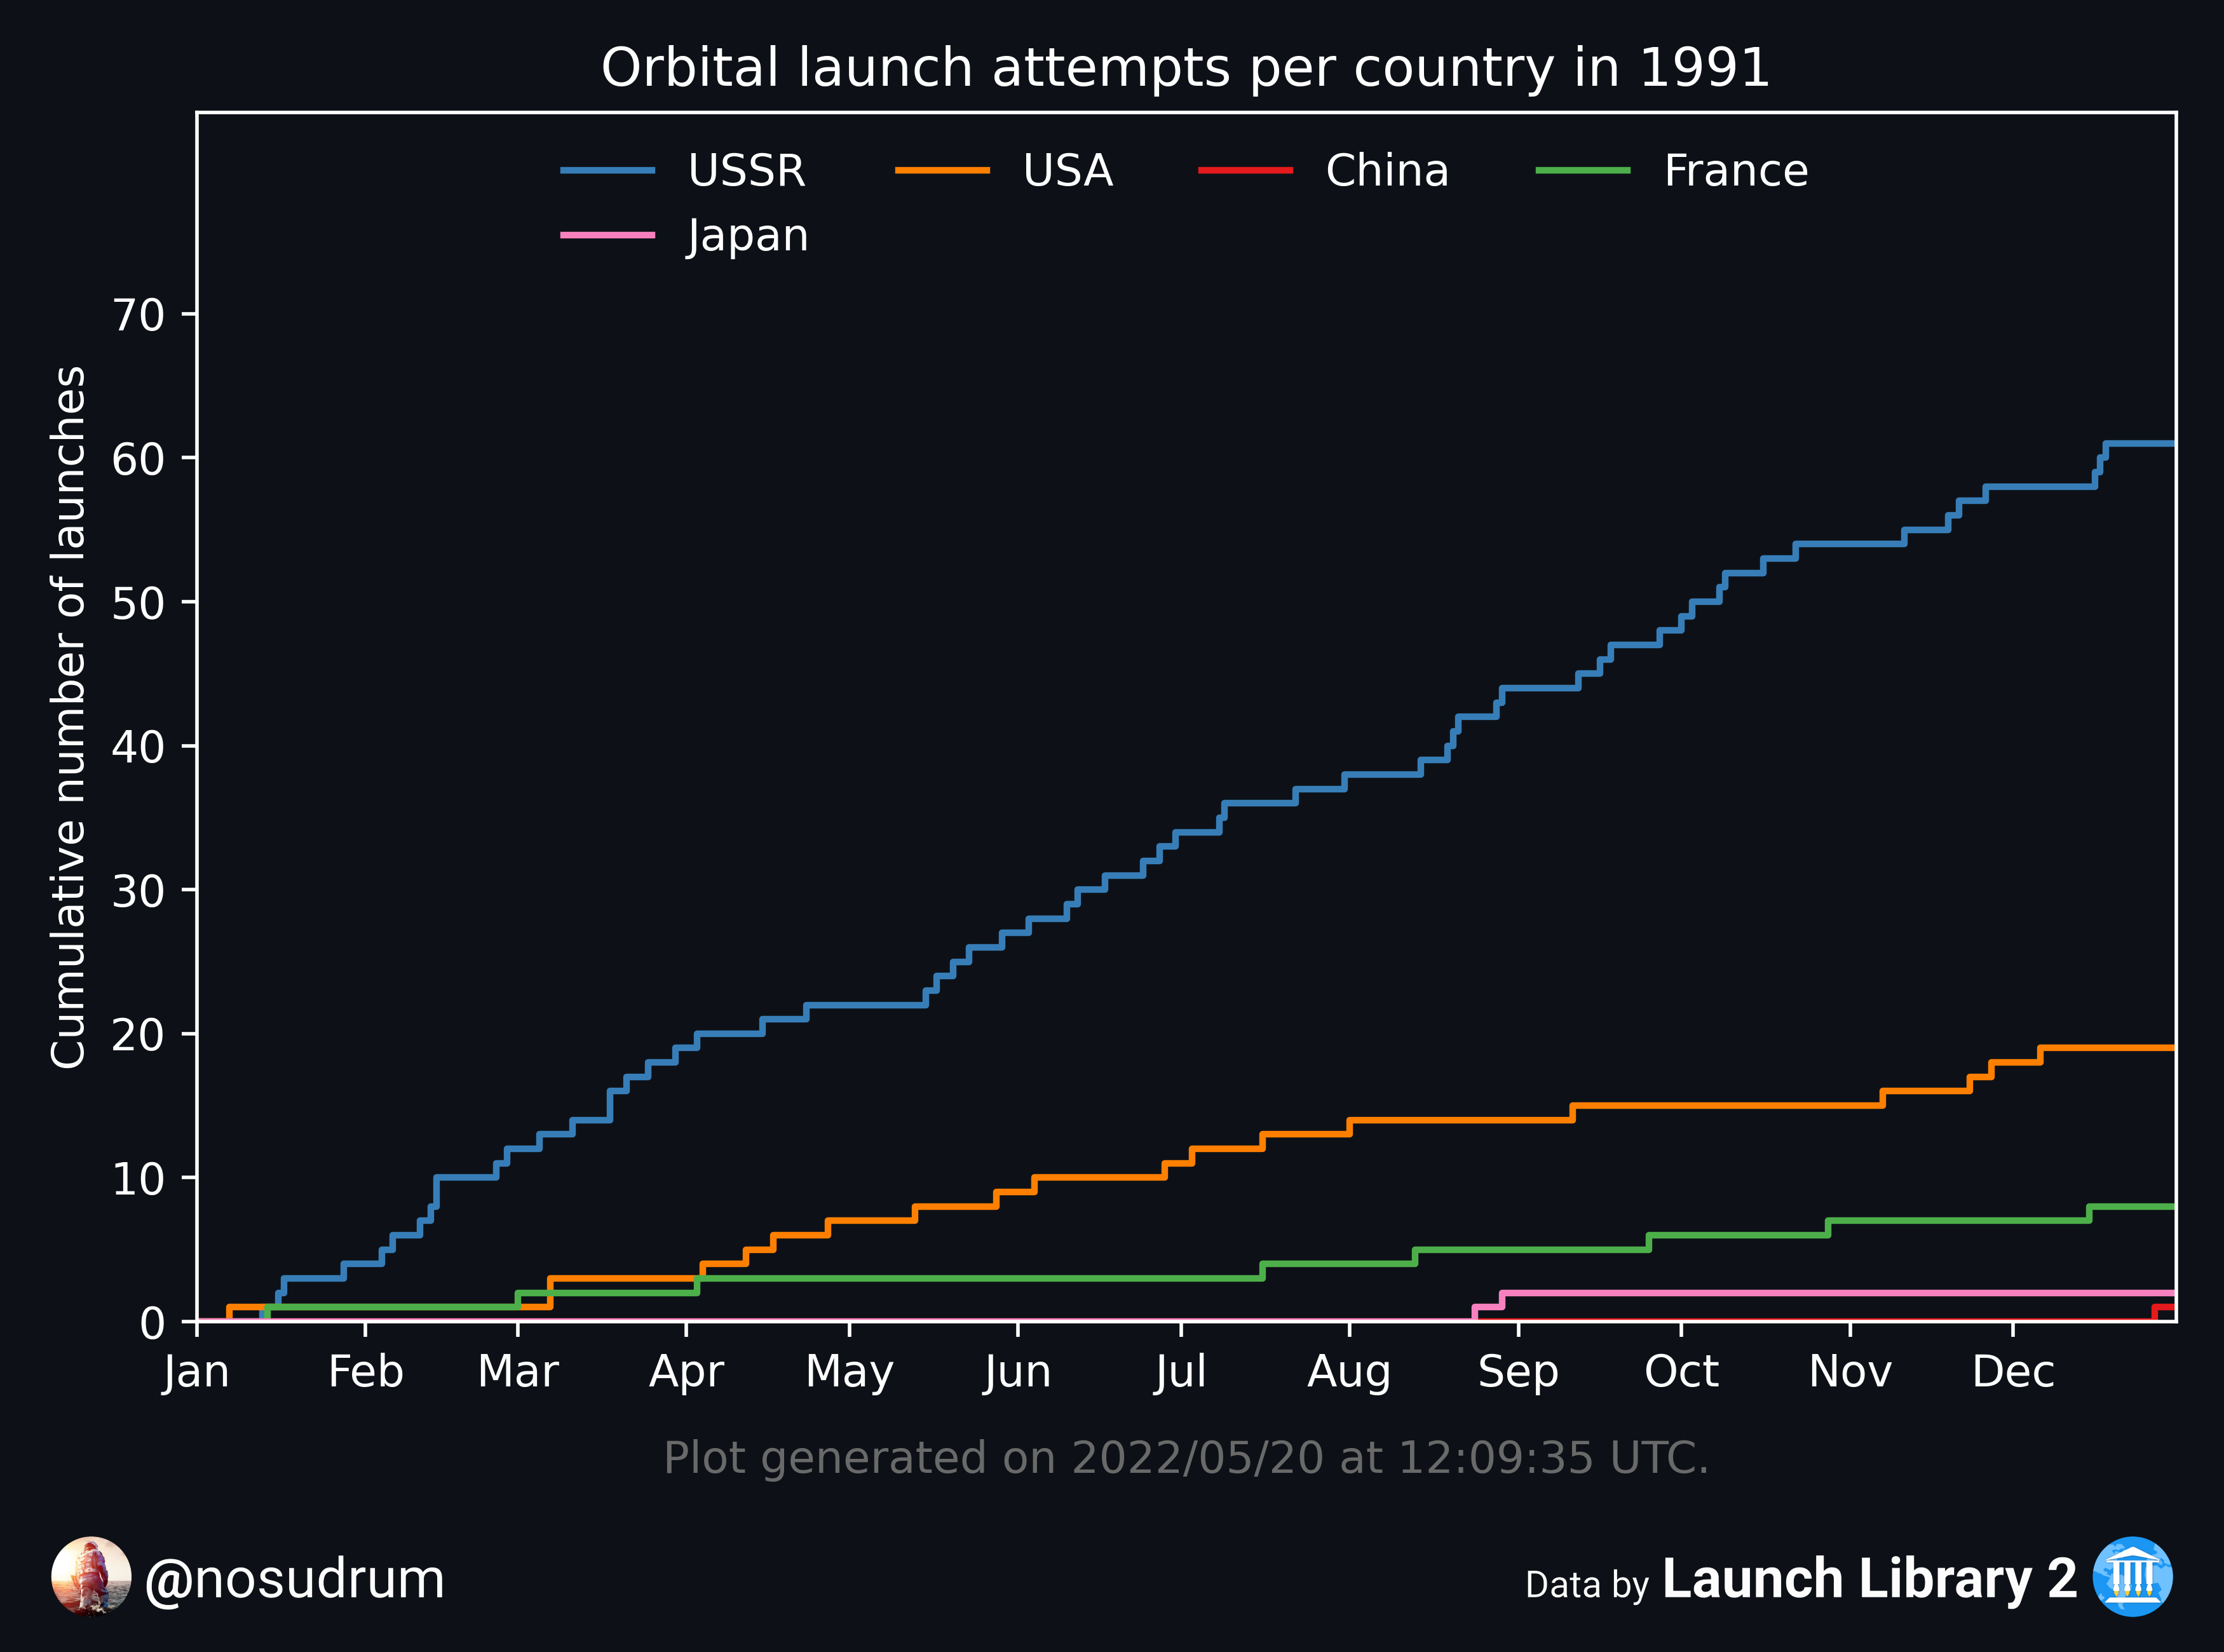 Orbital launch attempts per country in 1991
USSR USA China France
Japan
Cumulative number of launches
70
60
50
40
30
20
10
0
Jan Feb Mar Apr May Jun Jul Aug Sep Oct Nov Dec
Plot generated on 2022/05/20 at 12:09:35 UTC.
@nosudrum
Data by Launch Library 2